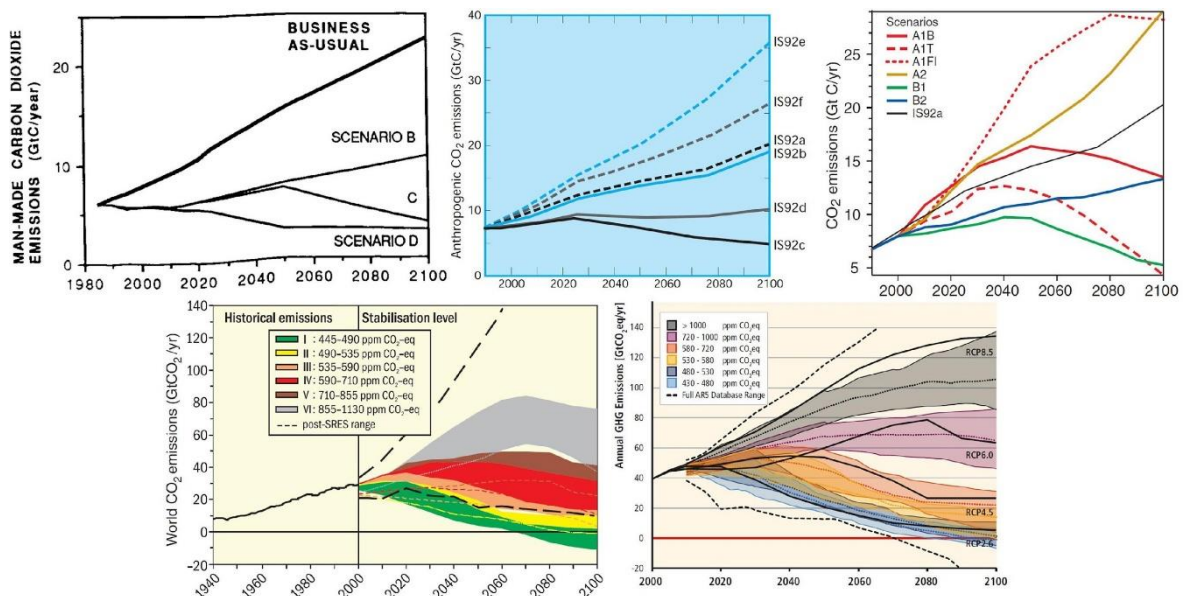 MAN-MADE CARBON DIOXIDE
EMISSIONS (GtC/year)
20
10
0
BUSINESS
AS-USUAL
SCENARIO B
C
SCENARIO D
1980 2000 2020 2040 2060 2080 2100
Anthropogenic CO2 emissions (GtC/yr)
40
30
20
10
0
IS92e
IS92f
IS92a
IS92b
IS92d
IS92c
2000 2020 2040 2060 2080 2100
CO2 emissions (Gt C/yr)
25
20
15
10
5
Scenarios
A1B
A1T
A1FI
A2
B1
B2
IS92a
2000 2020 2040 2060 2080 2100
World CO2 emissions (GtCO2/yr)
140
120
100
80
60
40
20
0
−20
Historical emissions
Stabilisation level
I : 445–490 ppm CO2–eq
II : 490–535 ppm CO2–eq
III: 535–590 ppm CO2–eq
IV: 590–710 ppm CO2–eq
V : 710–855 ppm CO2–eq
VI: 855–1130 ppm CO2–eq
post-SRES range
1940 1960 1980 2000 2020 2040 2060 2080 2100
Annual GHG Emissions [GtCO2eq/yr]
140
120
100
80
60
40
20
0
-20
> 1000 ppm CO2eq
720 - 1000 ppm CO2eq
580 - 720 ppm CO2eq
530 - 580 ppm CO2eq
480 - 530 ppm CO2eq
430 - 480 ppm CO2eq
Full AR5 Database Range
RCP8.5
RCP6.0
RCP4.5
RCP2.6
2000 2020 2040 2060 2080 2100